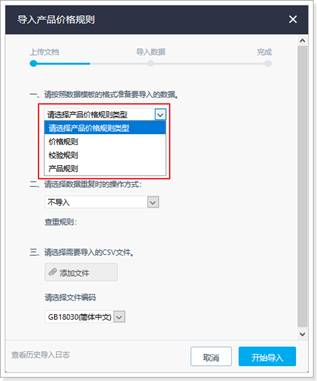 导入产品价格规则
上传文档 导入数据 完成
一、请按照数据模板的格式准备要导入的数据。
请选择产品价格规则类型
请选择产品价格规则类型
价格规则
校验规则
产品规则
二、请选择数据重复时的操作方式：
不导入
查重规则：
三、请选择需要导入的CSV文件。
添加文件
请选择文件编码
GB18030(简体中文)
查看历史导入日志 取消 开始导入